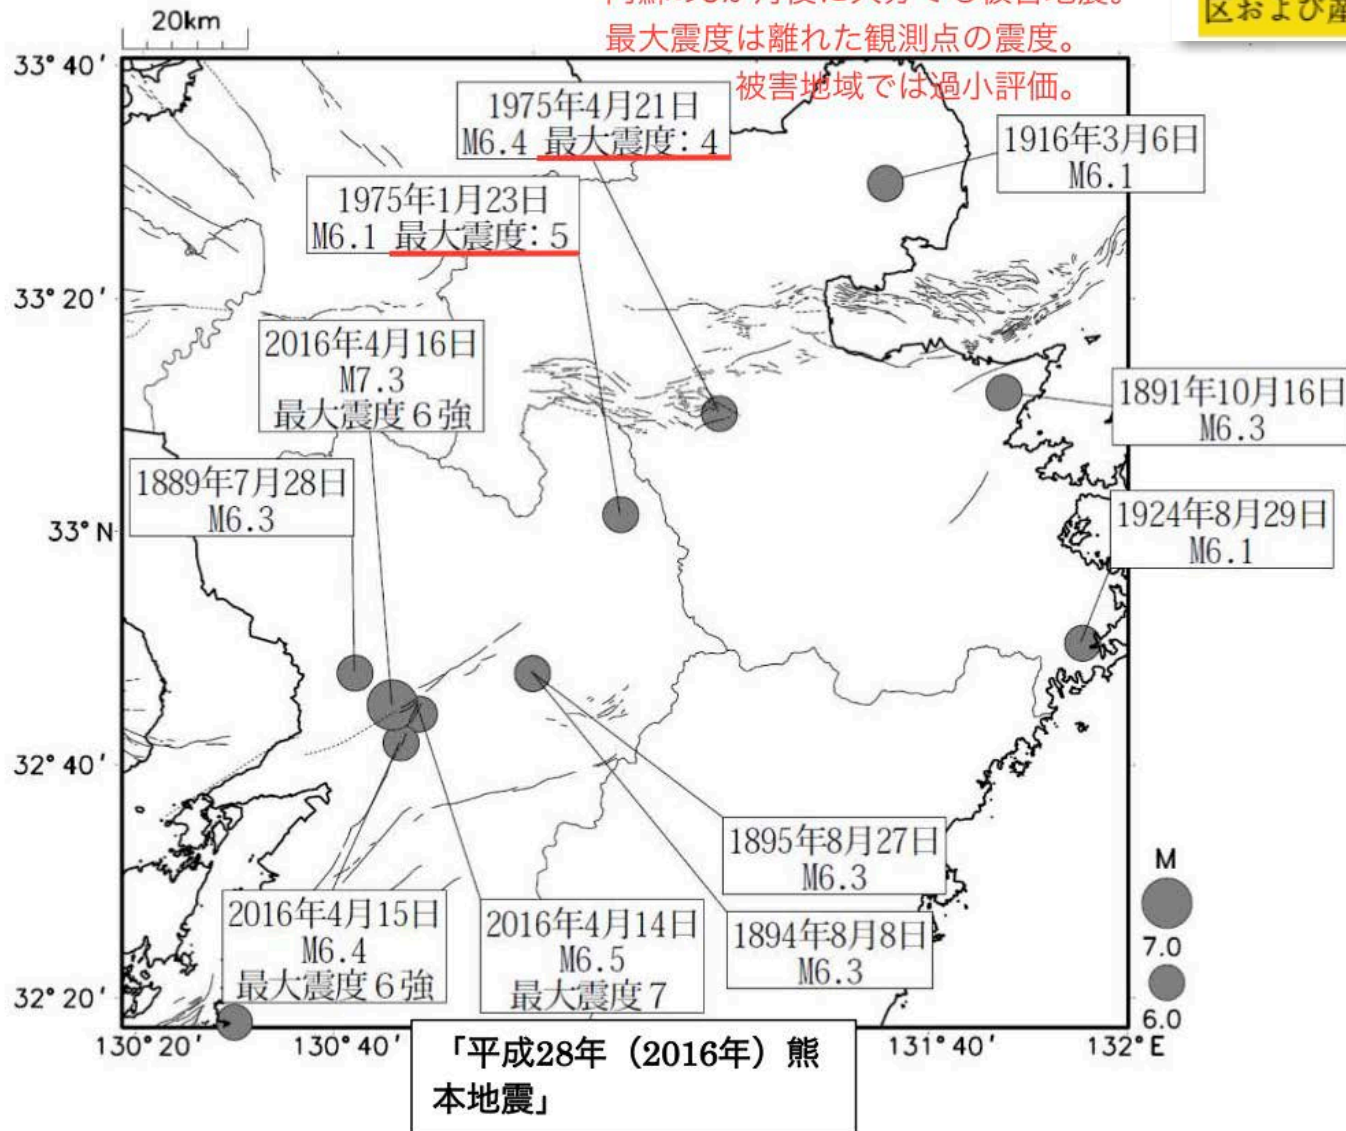 最大震度は離れた観測点の震度。
被害地域では過小評価。
区および
20km
33°40′
33°20′
33°N
32°40′
32°20′
130°20′
130°40′
131°40′
132°E
1975年4月21日
M6.4 最大震度:4
1916年3月6日
M6.1
1975年1月23日
M6.1 最大震度:5
2016年4月16日
M7.3
最大震度6強
1891年10月16日
M6.3
1889年7月28日
M6.3
1924年8月29日
M6.1
1895年8月27日
M6.3
1894年8月8日
M6.3
2016年4月15日
M6.4
最大震度6強
2016年4月14日
M6.5
最大震度7
M
7.0
6.0
「平成28年（2016年）熊
本地震」